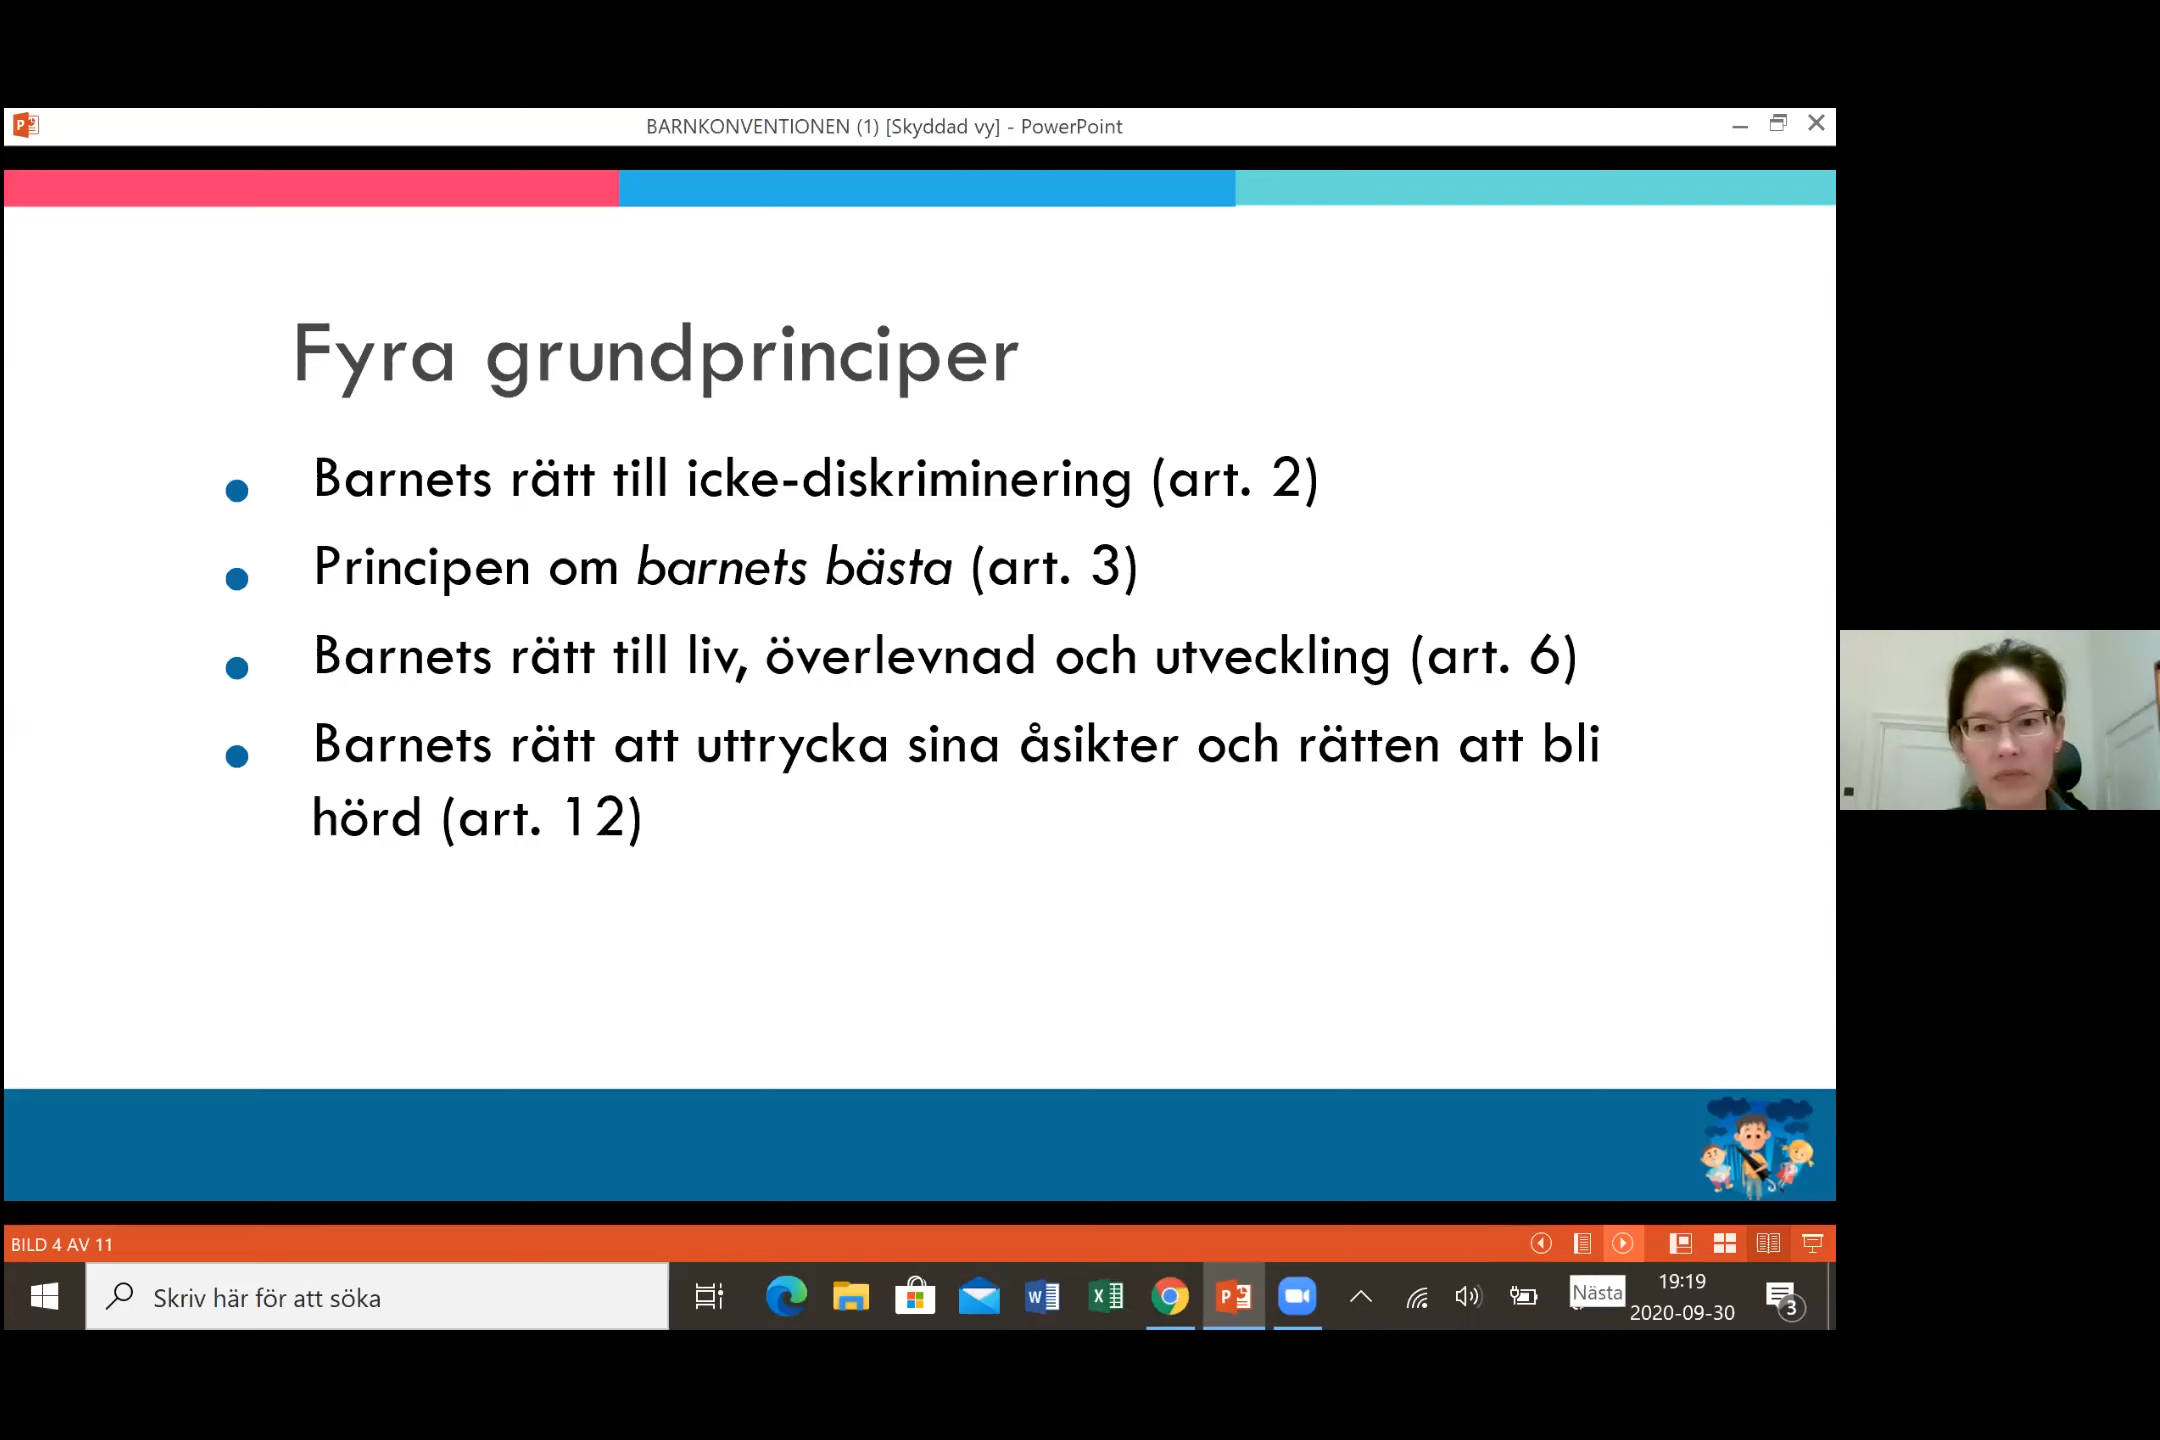 BARNKONVENTIONEN (1) [Skyddad vy] - PowerPoint
Fyra grundprinciper
Barnets rätt till icke-diskriminering (art. 2)
Principen om barnets bästa (art. 3)
Barnets rätt till liv, överlevnad och utveckling (art. 6)
Barnets rätt att uttrycka sina åsikter och rätten att bli
hörd (art. 12)
BILD 4 AV 11
Skriv här för att söka
Nästa
19:19
2020-09-30
3